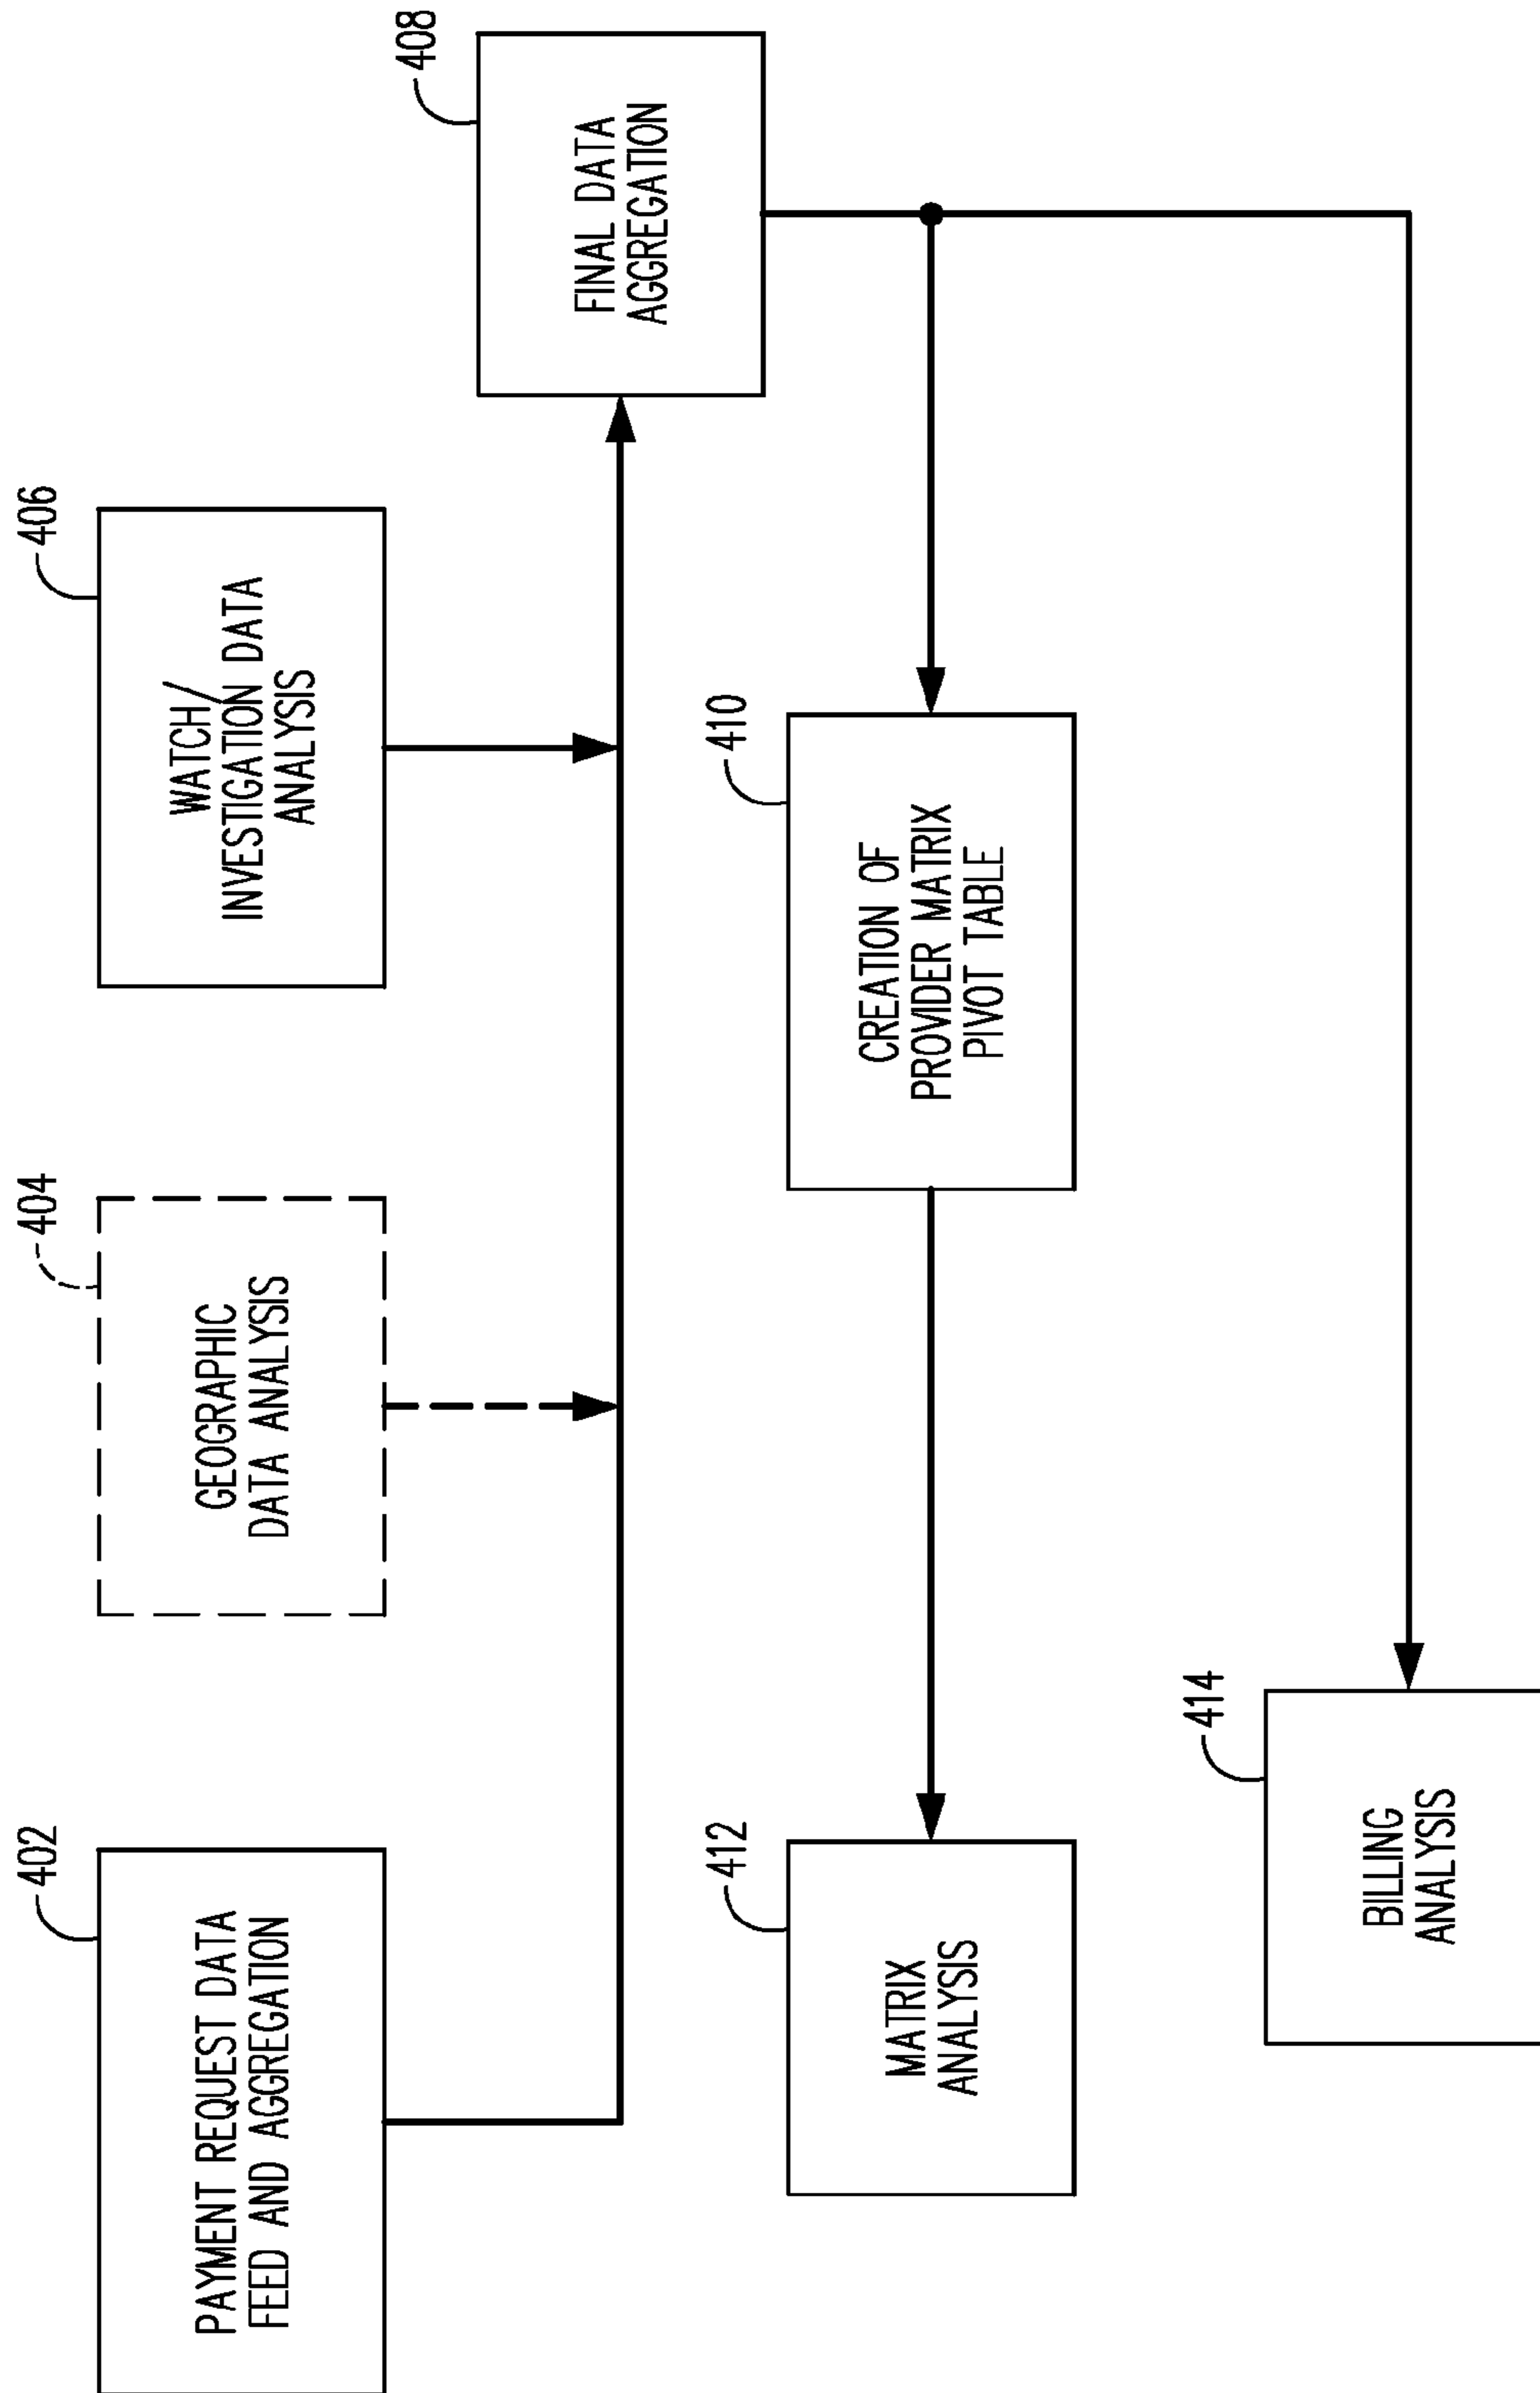 402
PAYMENT REQUEST DATA
FEED AND AGGREGATION
404
GEOGRAPHIC
DATA ANALYSIS
406
WATCH/
INVESTIGATION DATA
ANALYSIS
408
FINAL DATA
AGGREGATION
410
CREATION OF
PROVIDER MATRIX
PIVOT TABLE
412
MATRIX
ANALYSIS
414
BILLING
ANALYSIS